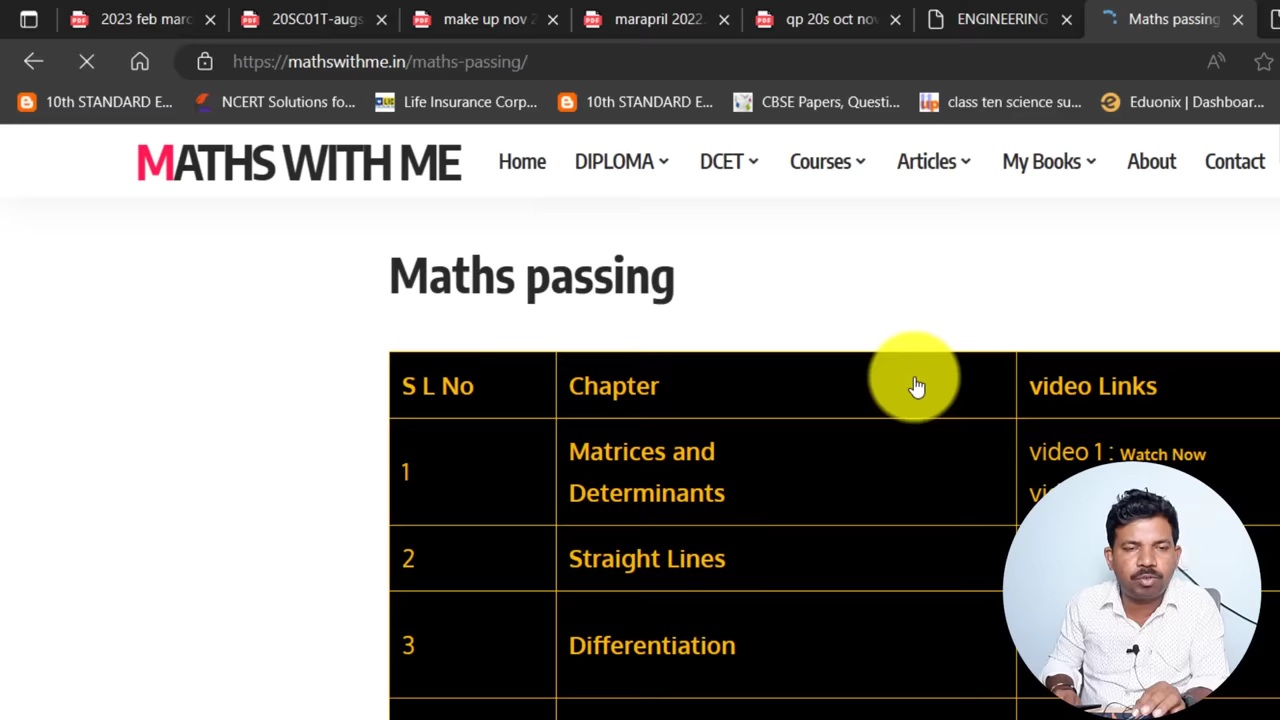 2023 feb marc
20SC01T-augs
make up nov 2
marapril 2022.
qp 20s oct nov
ENGINEERING
Maths passing
https://mathswithme.in/maths-passing/
10th STANDARD E...
NCERT Solutions fo...
Life Insurance Corp...
10th STANDARD E...
CBSE Papers, Questi...
class ten science su...
Eduonix | Dashboar...
MATHS WITH ME
Home
DIPLOMA
DCET
Courses
Articles
My Books
About
Contact
Maths passing
S L No
Chapter
video Links
1
Matrices and
Determinants
video 1 : Watch Now
2
Straight Lines
3
Differentiation